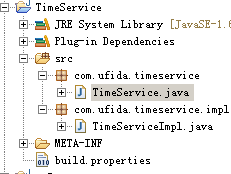 TimeService
JRE System Library [JavaSE-1.6
Plug-in Dependencies
src
com.ufida.timeservice
TimeService.java
com.ufida.timeservice.impl
TimeServiceImpl.java
META-INF
build.properties